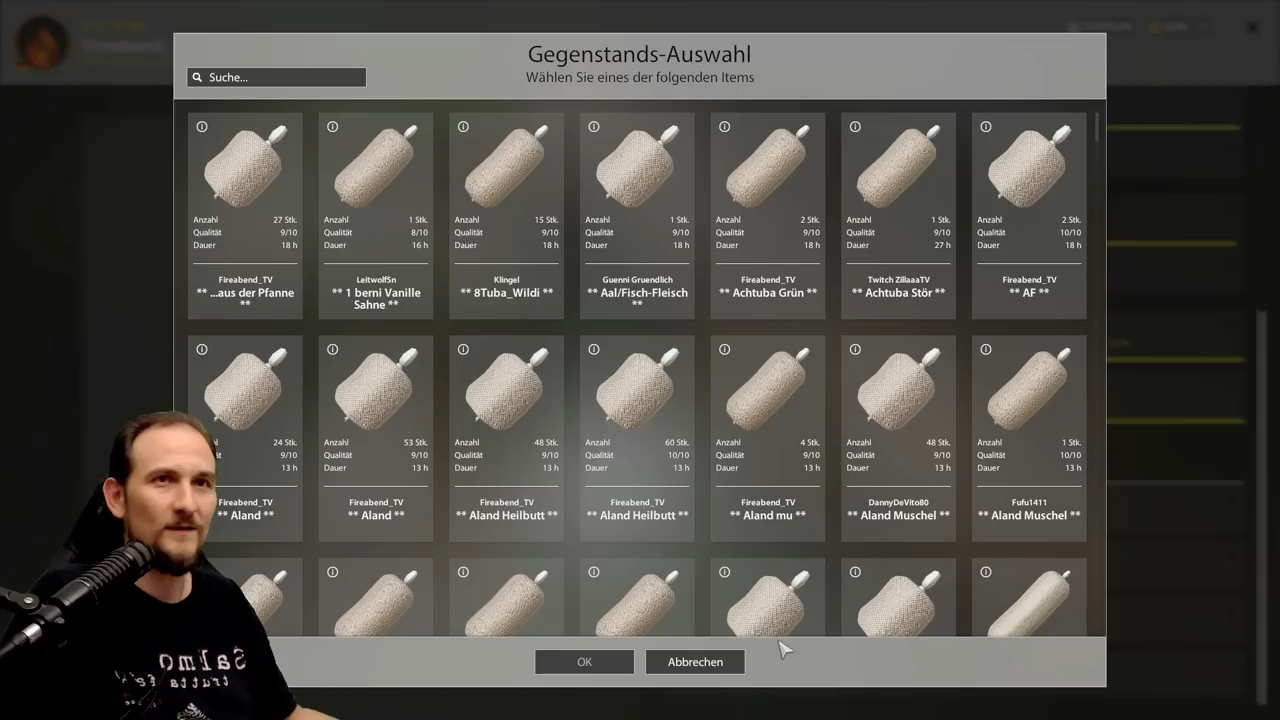 Gegenstands-Auswahl
Suche...
Wählen Sie eines der folgenden Items
Anzahl 27 Stk.
Qualität 9/10
Dauer 18 h
Fireabend_TV
** ...aus der Pfanne
**
Anzahl 1 Stk.
Qualität 8/10
Dauer 16 h
LeitwolfSn
** 1 berni Vanille
Sahne **
Anzahl 15 Stk.
Qualität 9/10
Dauer 18 h
Klingel
** 8Tuba_Wildi **
Anzahl 1 Stk.
Qualität 9/10
Dauer 18 h
Guenni Gruendlich
** Aal/Fisch-Fleisch
**
Anzahl 2 Stk.
Qualität 9/10
Dauer 18 h
Fireabend_TV
** Achtuba Grün **
Anzahl 1 Stk.
Qualität 9/10
Dauer 27 h
Twitch ZillaaaTV
** Achtuba Stör **
Anzahl 2 Stk.
Qualität 10/10
Dauer 18 h
Fireabend_TV
** AF **
Anzahl 24 Stk.
Qualität 9/10
Dauer 13 h
Fireabend_TV
** Aland **
Anzahl 53 Stk.
Qualität 9/10
Dauer 13 h
Fireabend_TV
** Aland **
Anzahl 48 Stk.
Qualität 9/10
Dauer 13 h
Fireabend_TV
** Aland Heilbutt **
Anzahl 60 Stk.
Qualität 10/10
Dauer 13 h
Fireabend_TV
** Aland Heilbutt **
Anzahl 4 Stk.
Qualität 9/10
Dauer 13 h
Fireabend_TV
** Aland mu **
Anzahl 48 Stk.
Qualität 9/10
Dauer 13 h
DannyDeVito80
** Aland Muschel **
Anzahl 1 Stk.
Qualität 10/10
Dauer 13 h
Fufu1411
** Aland Muschel **
OK
Abbrechen
Salmo
trutta